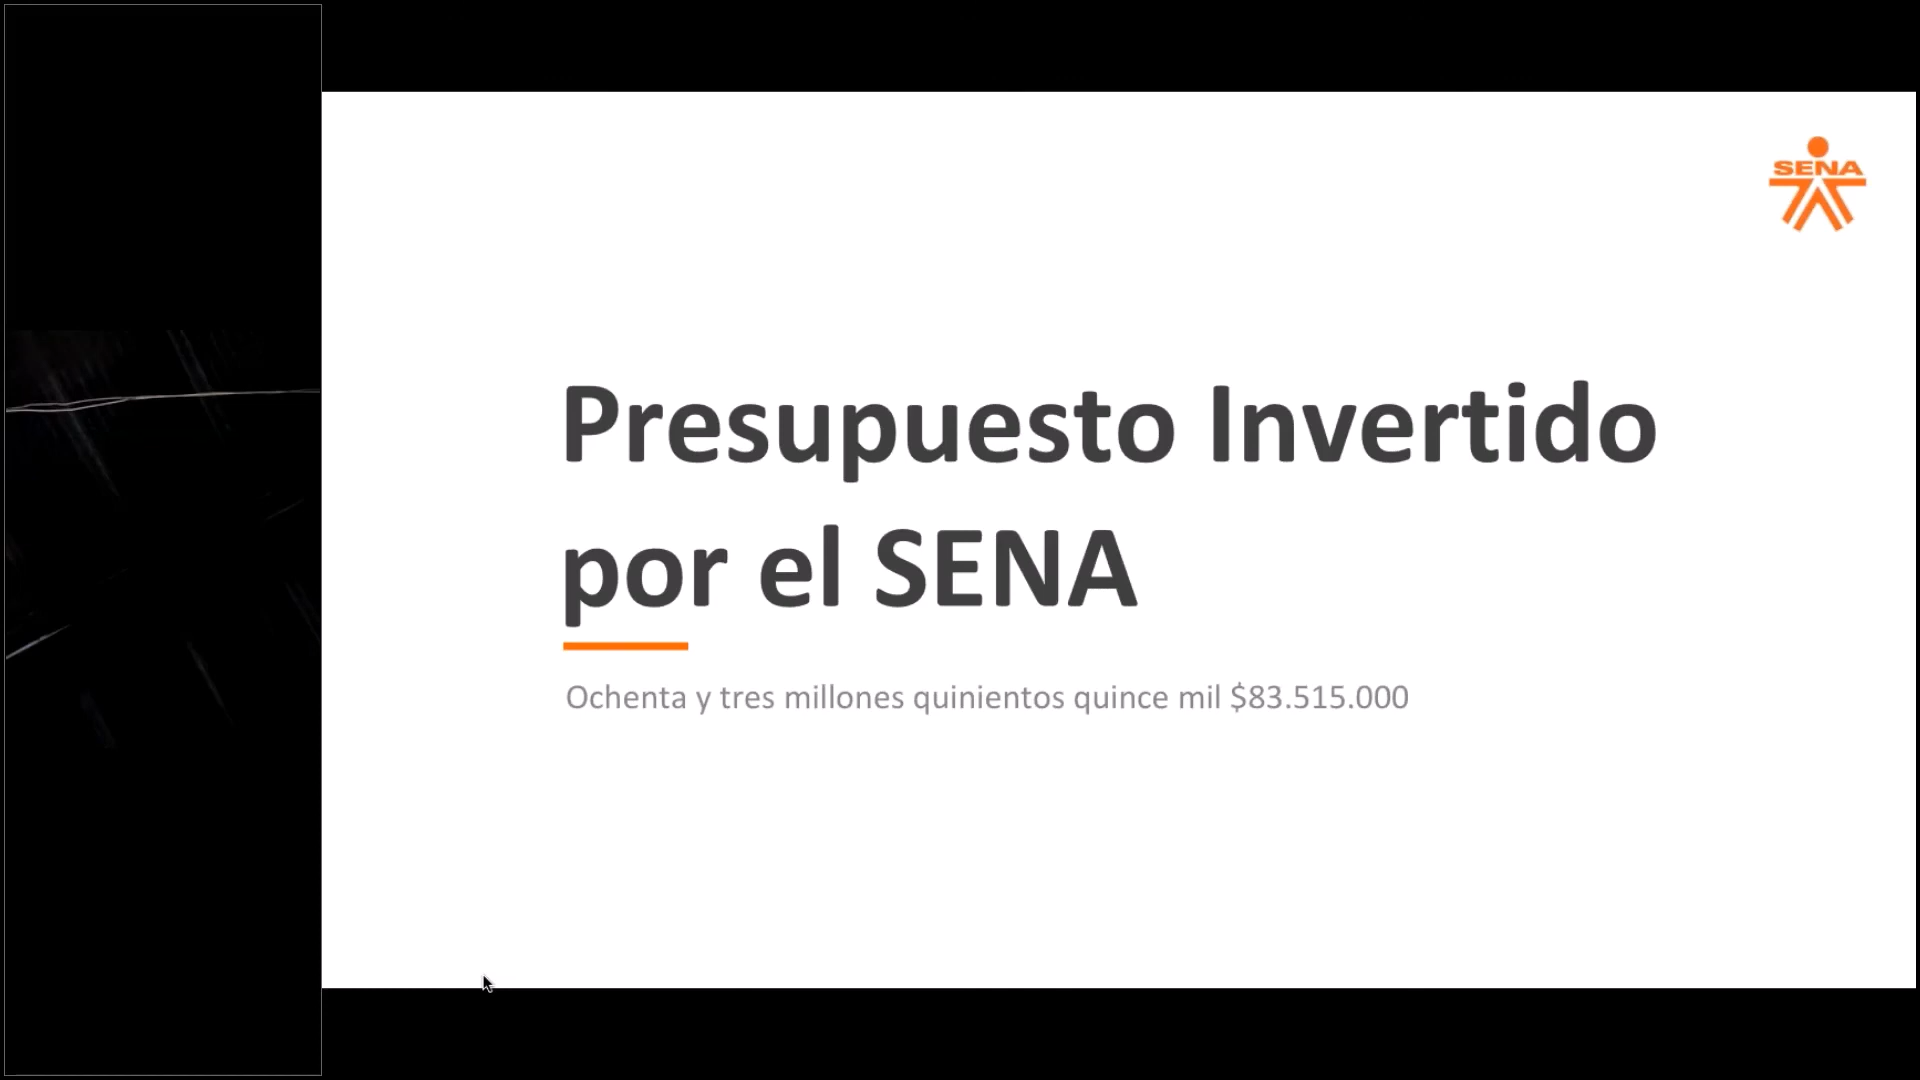 SENA
Presupuesto Invertido
por el SENA
Ochenta y tres millones quinientos quince mil $83.515.000